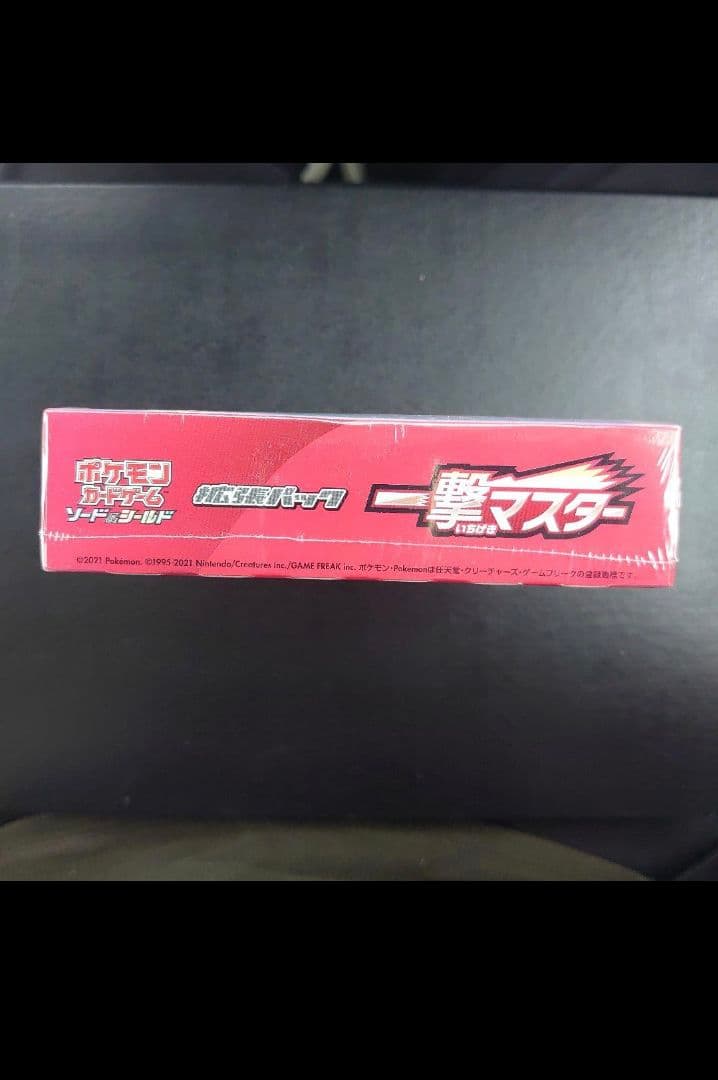 ポケモン
カードゲーム
ソード&シールド
拡張パック
一撃マスター
いちげき
©2021 Pokémon. ©1995-2021 Nintendo/Creatures Inc./GAME FREAK inc. ポケモン・Pokémonは任天堂・クリーチャーズ・ゲームフリークの登録商標です。